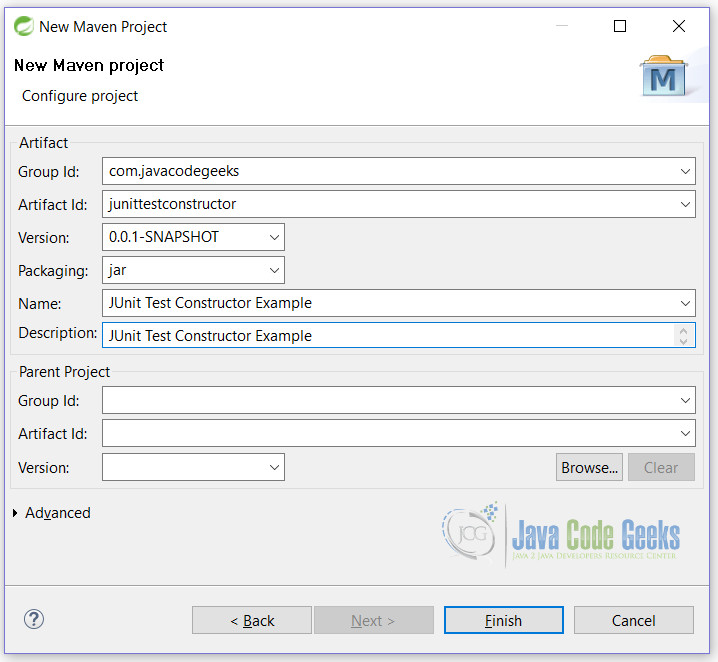 New Maven Project
New Maven project
Configure project
M
Artifact
Group Id: com.javacodegeeks
Artifact Id: junittestconstructor
Version: 0.0.1-SNAPSHOT
Packaging: jar
Name: JUnit Test Constructor Example
Description: JUnit Test Constructor Example
Parent Project
Group Id:
Artifact Id:
Version: Browse... Clear
Advanced
JCG Java Code Geeks
Java 2 Java Developers Resource Center
? < Back Next > Finish Cancel